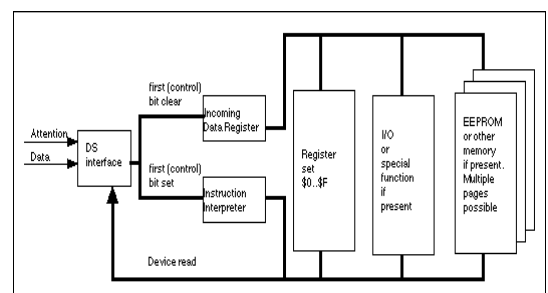 first (control)
bit clear
Incoming
Data Register
Attention
Data
DS
interface
first (control)
bit set
Instruction
Interpreter
Device read
Register
set
$0..$F
I/O
or
special
function
if
present
EEPROM
or other
memory
if present.
Multiple
pages
possible